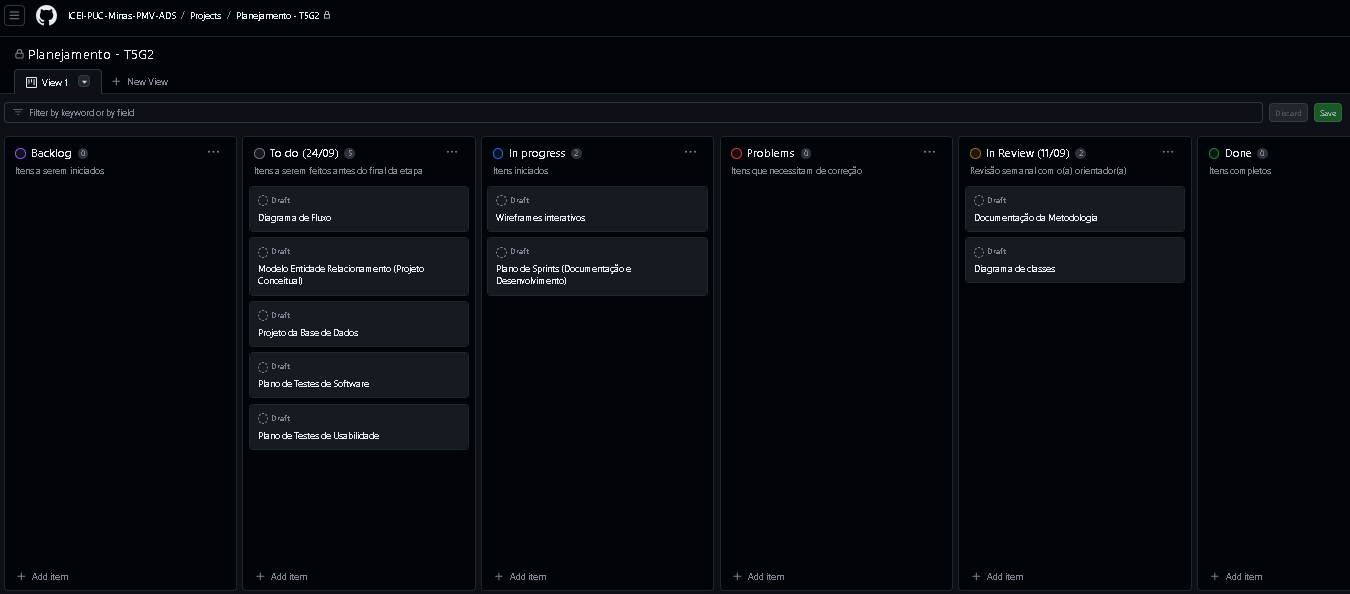 ICEI-PUC-Minas-PMV-ADS / Projects / Planejamento - T5G2
Planejamento - T5G2
View 1
New View
Filter by keyword or by field
Discard
Save
Backlog 0
Itens a serem iniciados
Add item
To do (24/09) 5
Itens a serem feitos antes do final da etapa
Draft
Diagrama de Fluxo
Draft
Modelo Entidade Relacionamento (Projeto
Conceitual)
Draft
Projeto da Base de Dados
Draft
Plano de Testes de Software
Draft
Plano de Testes de Usabilidade
Add item
In progress 2
Itens iniciados
Draft
Wireframes interativos
Draft
Plano de Sprints (Documentação e
Desenvolvimento)
Add item
Problems 0
Itens que necessitam de correção
Add item
In Review (11/09) 2
Revisão semanal com o(a) orientador(a)
Draft
Documentação da Metodologia
Draft
Diagrama de classes
Add item
Done 0
Itens completos
Add item